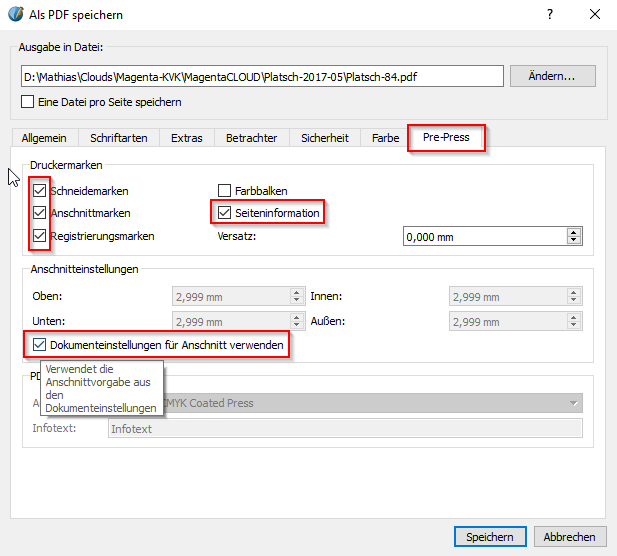 Als PDF speichern
Ausgabe in Datei:
D:\Mathias\Clouds\Magenta-KVK\MagentaCLOUD\Platsch-2017-05\Platsch-84.pdf
Ändern...
Eine Datei pro Seite speichern
Allgemein Schriftarten Extras Betrachter Sicherheit Farbe Pre-Press
Druckermarken
Schneidemarken Farbbalken
Anschnittmarken Seiteninformation
Registrierungsmarken Versatz: 0,000 mm
Anschnitteinstellungen
Oben: 2,999 mm Innen: 2,999 mm
Unten: 2,999 mm Außen: 2,999 mm
Dokumenteinstellungen für Anschnitt verwenden
Verwendet die
Anschnittvorgabe aus
den
Dokumenteinstellungen
CMYK Coated Press
Infotext: Infotext
Speichern Abbrechen